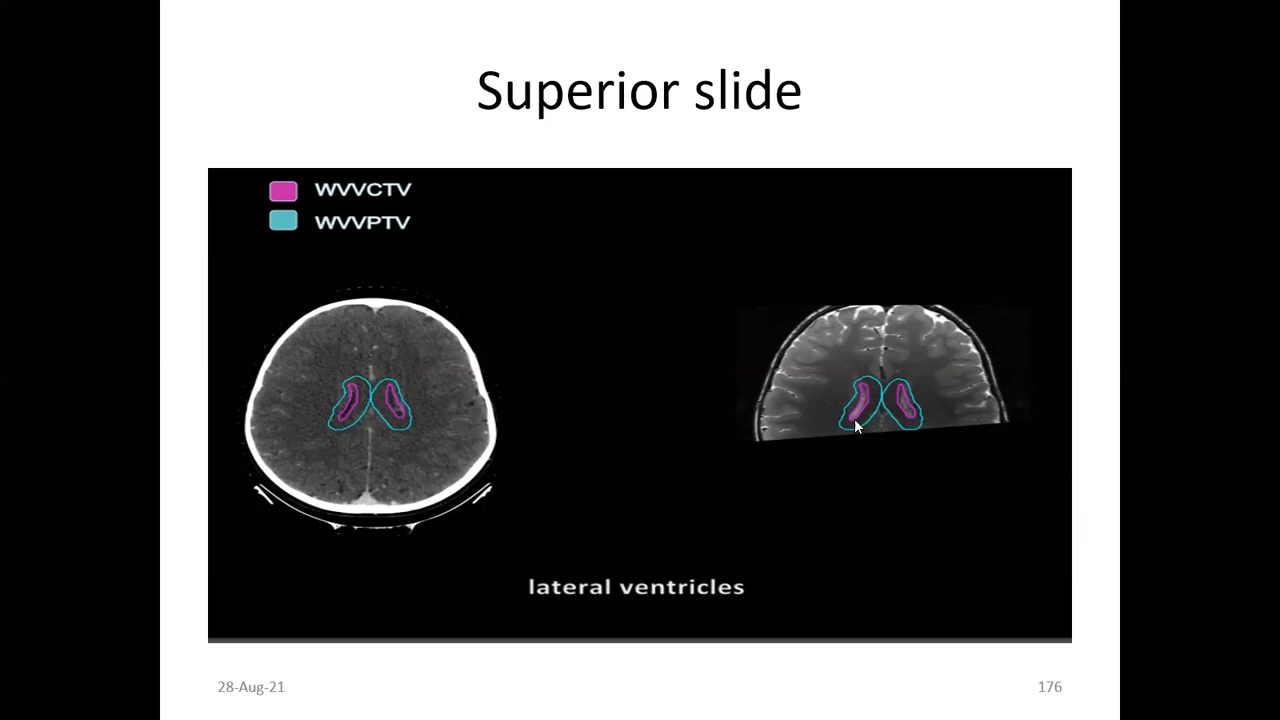 Superior slide
WVVCTV
WVVPTV
lateral ventricles
28-Aug-21
176